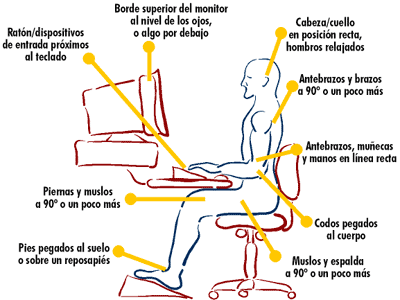 Borde superior del monitor
al nivel de los ojos,
o algo por debajo
Cabeza/cuello
en posición recta,
hombros relajados
Ratón/dispositivos
de entrada próximos
al teclado
Antebrazos y brazos
a 90º o un poco más
Antebrazos, muñecas
y manos en línea recta
Piernas y muslos
a 90º o un poco más
Codos pegados
al cuerpo
Pies pegados al suelo
o sobre un reposapiés
Muslos y espalda
a 90º o un poco más